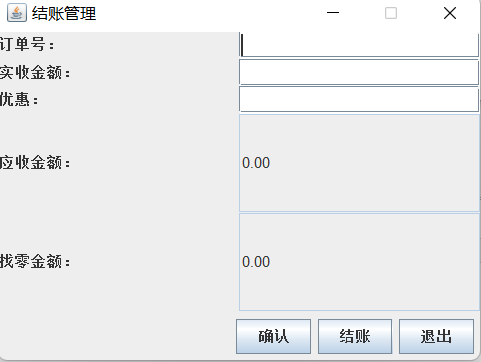 结账管理
订单号：
实收金额：
优惠：
应收金额： 0.00
找零金额： 0.00
确认 结账 退出